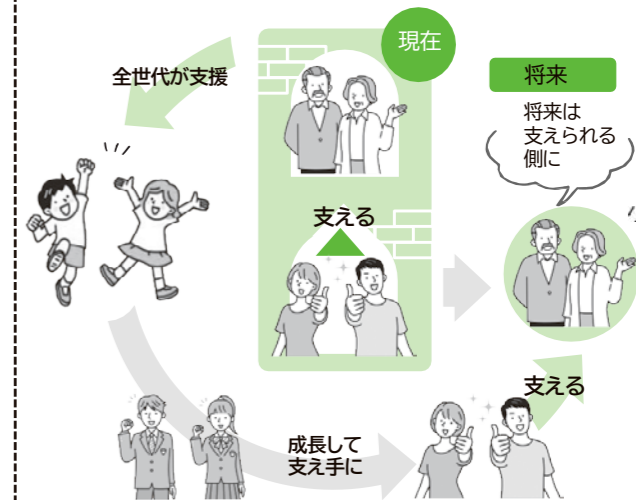 現在
全世代が支援
将来
将来は
支えられる
側に
支える
支える
成長して
支え手に